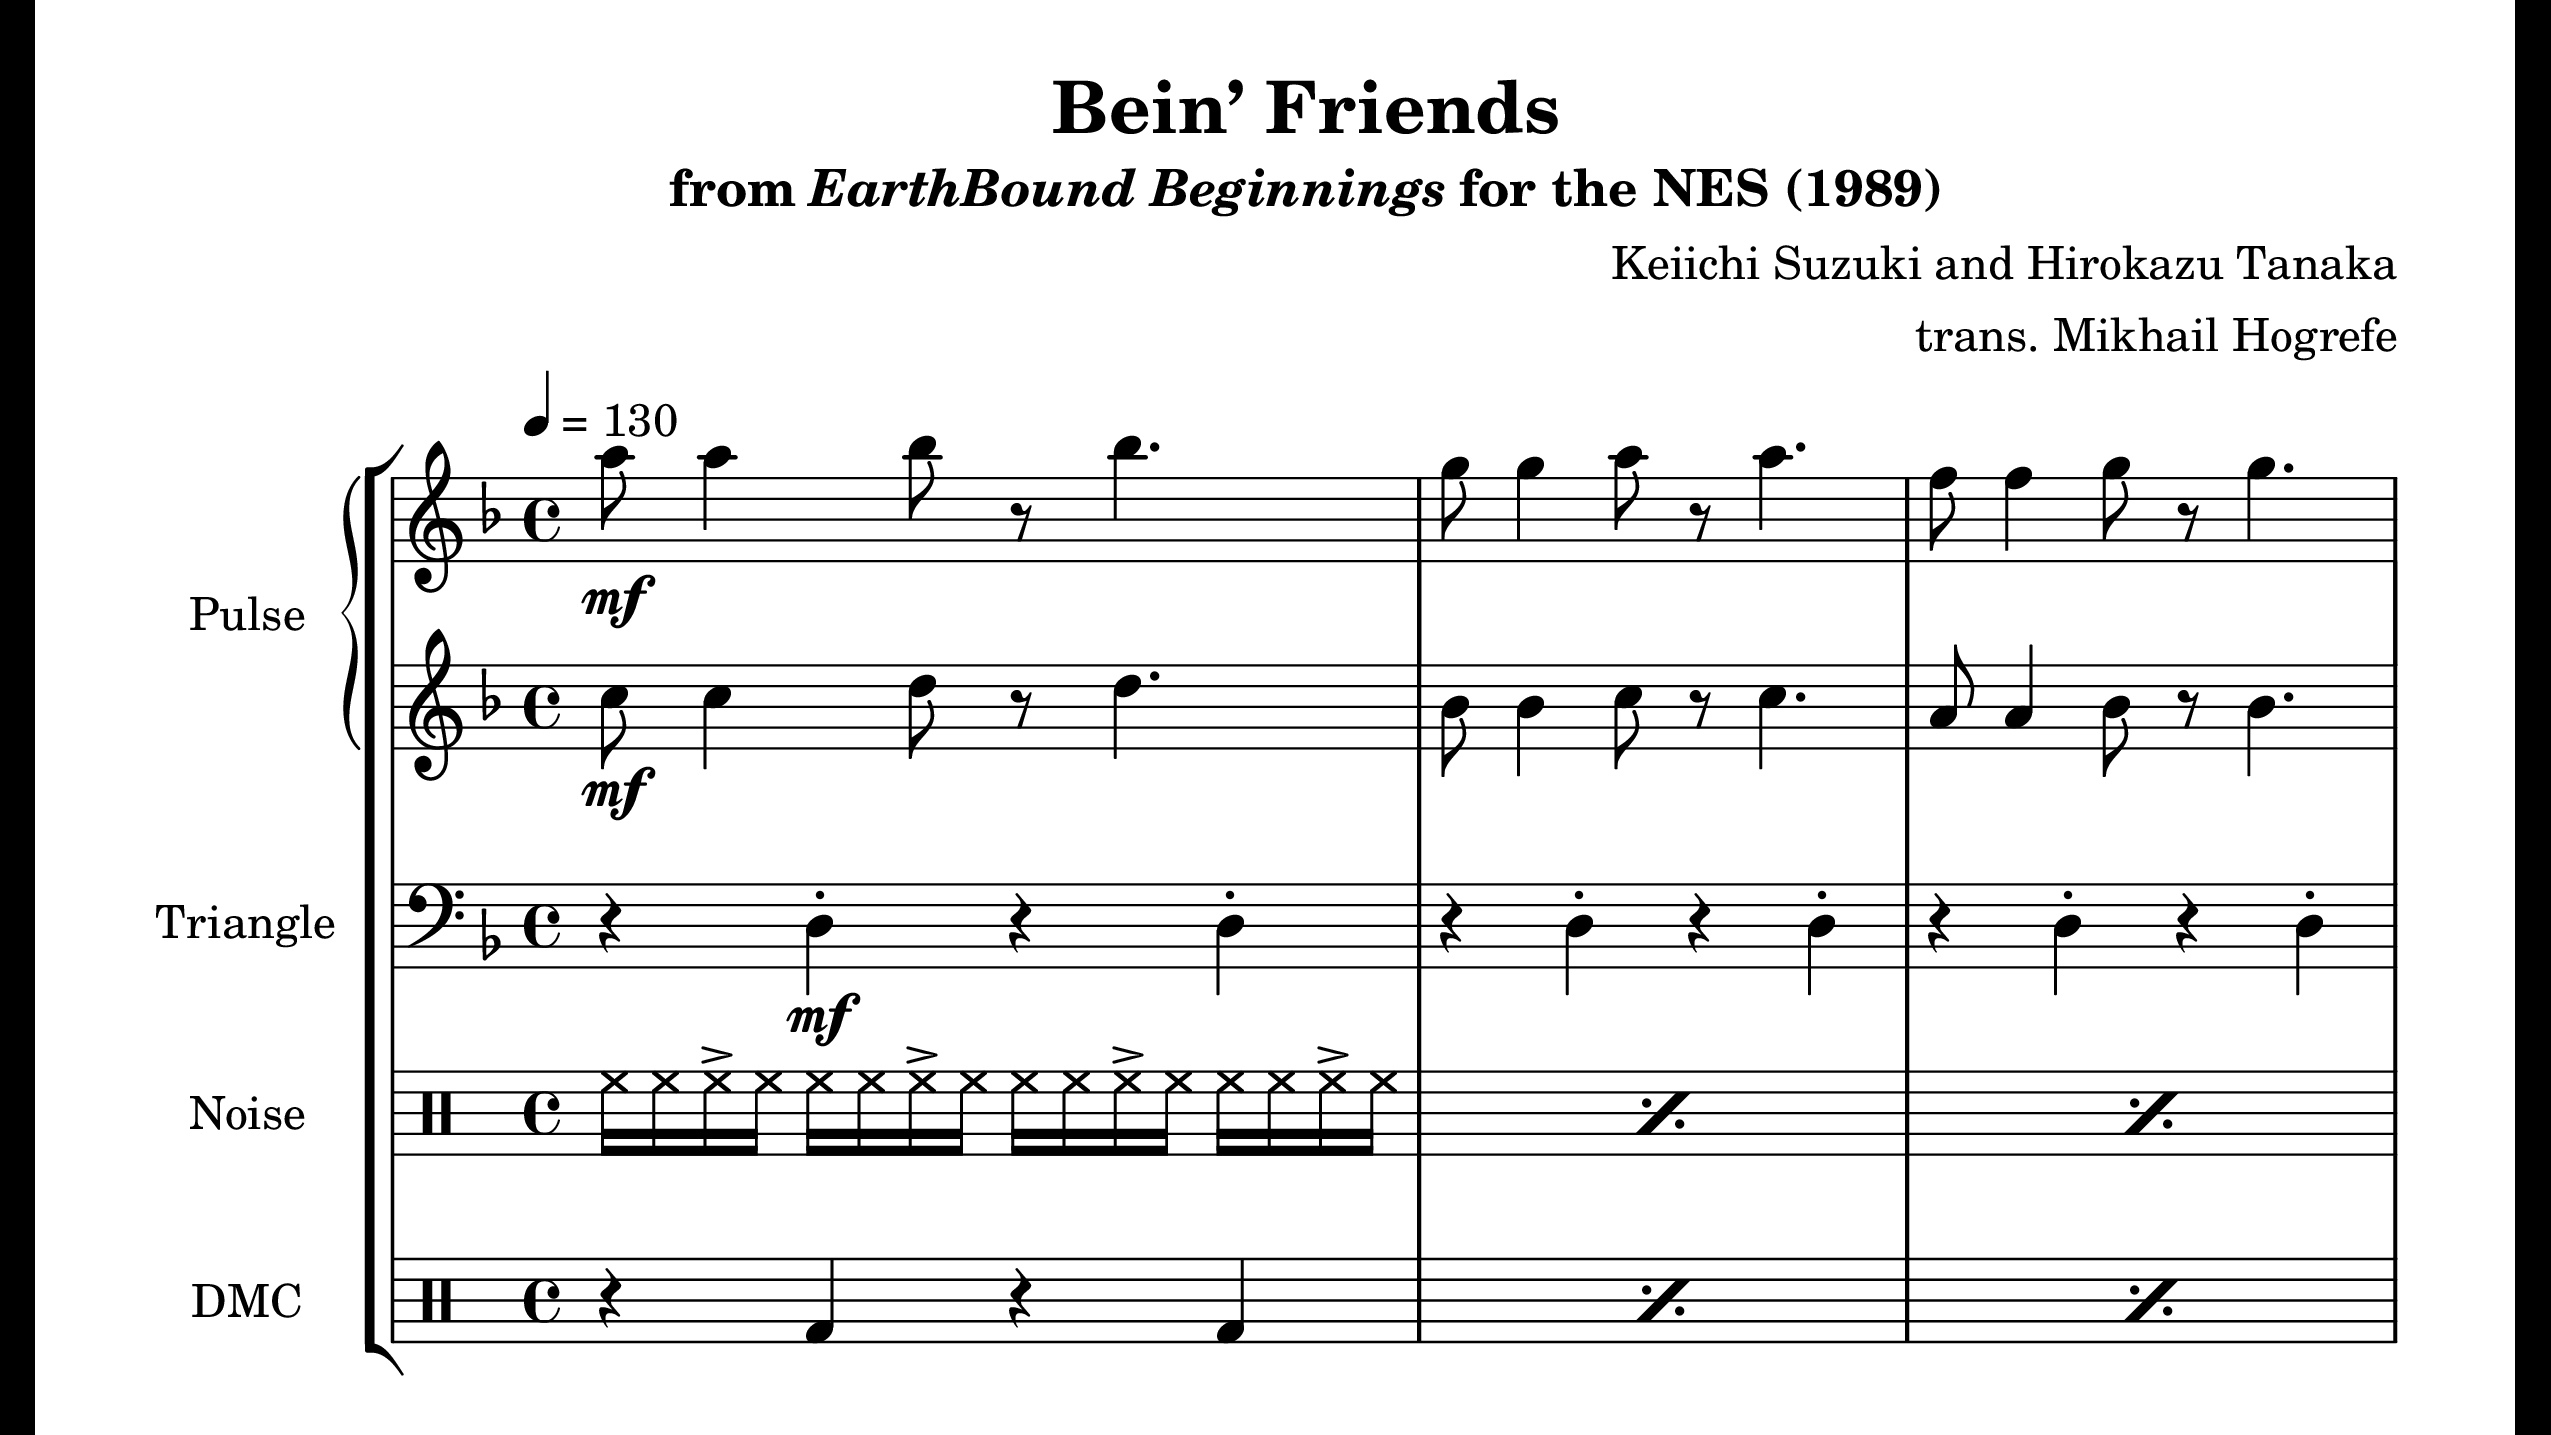 Bein’ Friends
from EarthBound Beginnings for the NES (1989)
Keiichi Suzuki and Hirokazu Tanaka
trans. Mikhail Hogrefe
= 130
Pulse
mf
mf
Triangle
mf
Noise
DMC